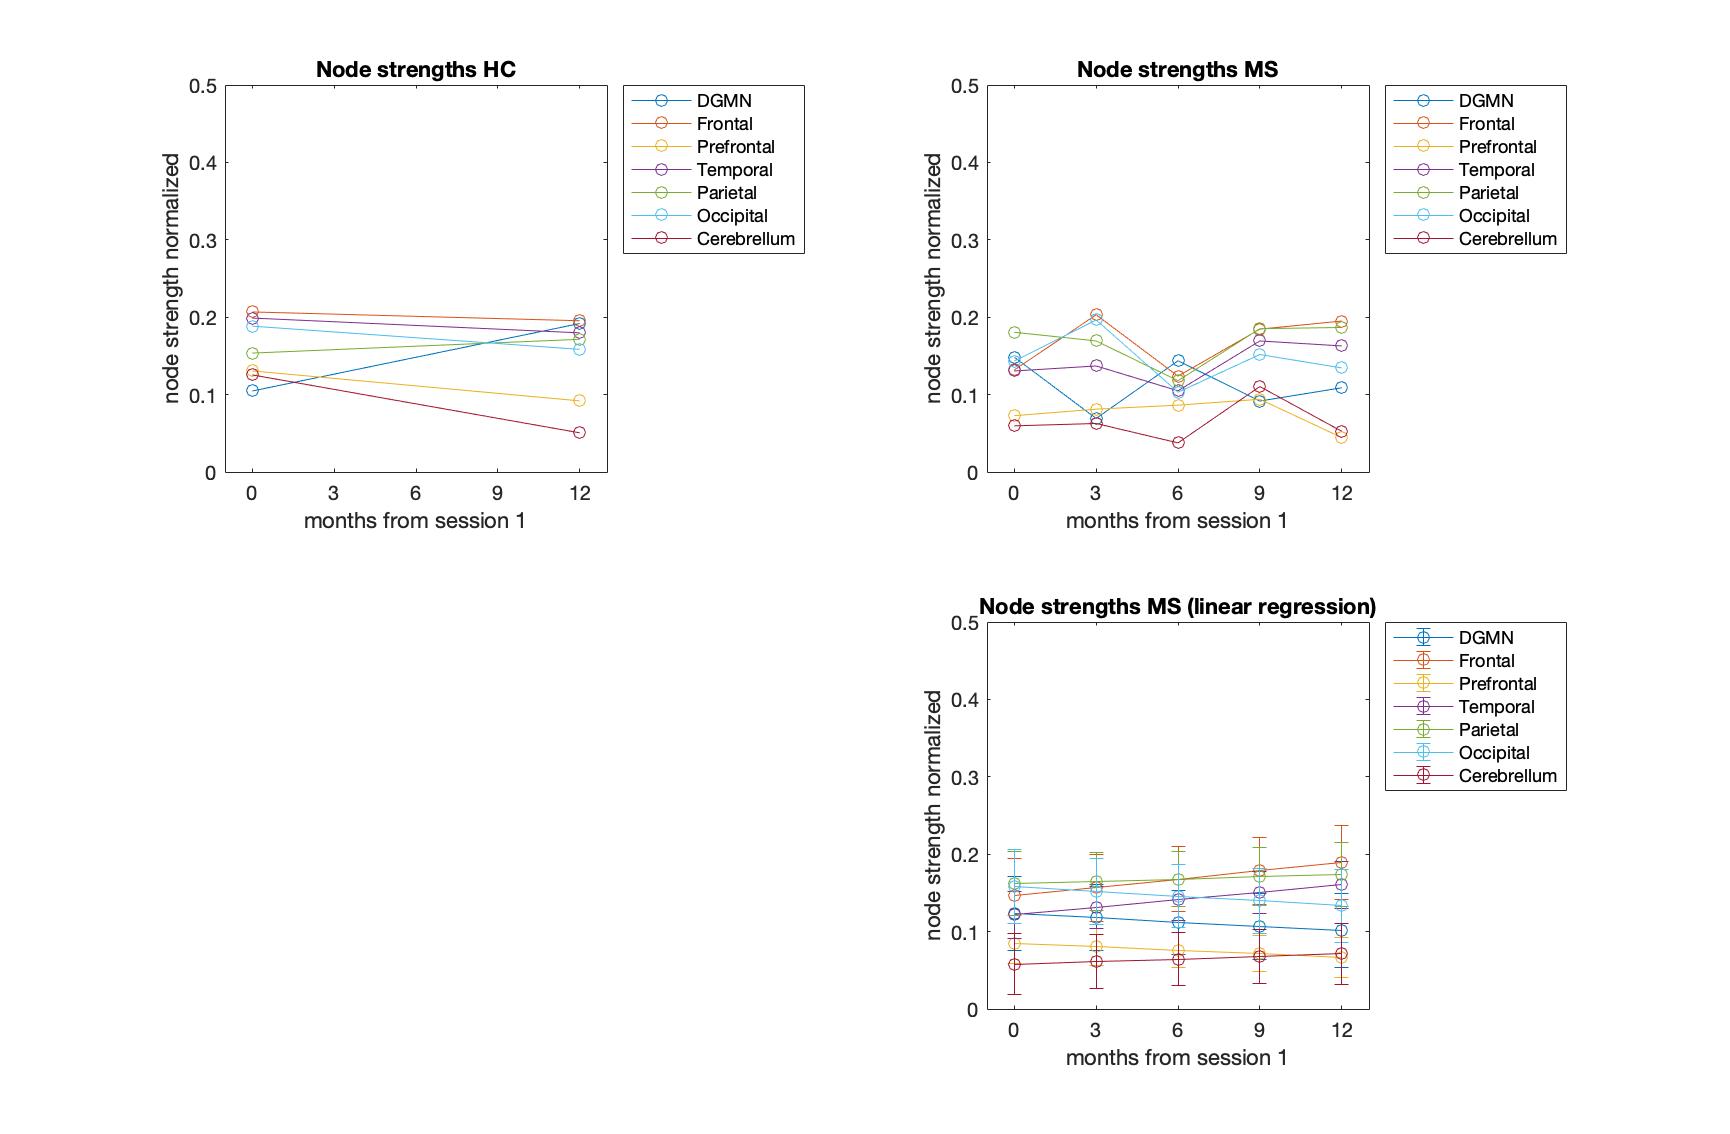 Node strengths HC
0.5
0.4
0.3
0.2
0.1
0
node strength normalized
0 3 6 9 12
months from session 1
DGMN
Frontal
Prefrontal
Temporal
Parietal
Occipital
Cerebrellum
Node strengths MS
0.5
0.4
0.3
0.2
0.1
0
node strength normalized
0 3 6 9 12
months from session 1
DGMN
Frontal
Prefrontal
Temporal
Parietal
Occipital
Cerebrellum
Node strengths MS (linear regression)
0.5
0.4
0.3
0.2
0.1
0
node strength normalized
0 3 6 9 12
months from session 1
DGMN
Frontal
Prefrontal
Temporal
Parietal
Occipital
Cerebrellum